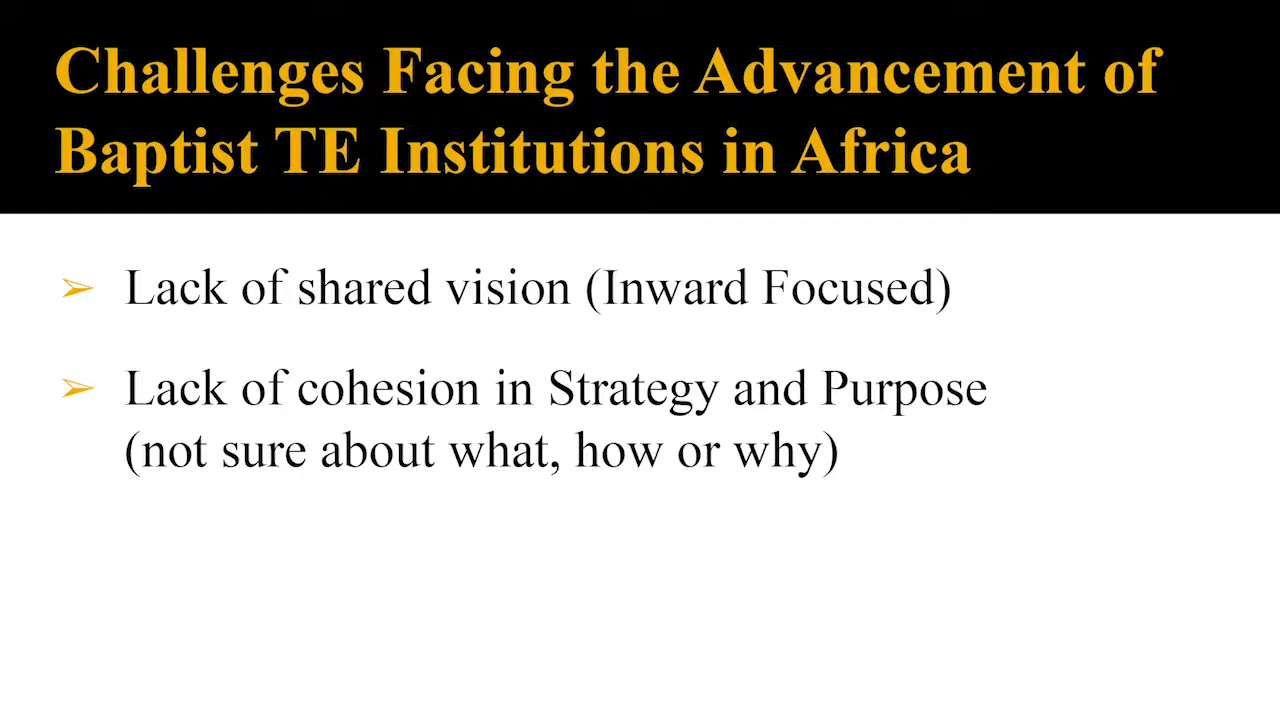 Challenges Facing the Advancement of
Baptist TE Institutions in Africa
➢ Lack of shared vision (Inward Focused)
➢ Lack of cohesion in Strategy and Purpose
(not sure about what, how or why)